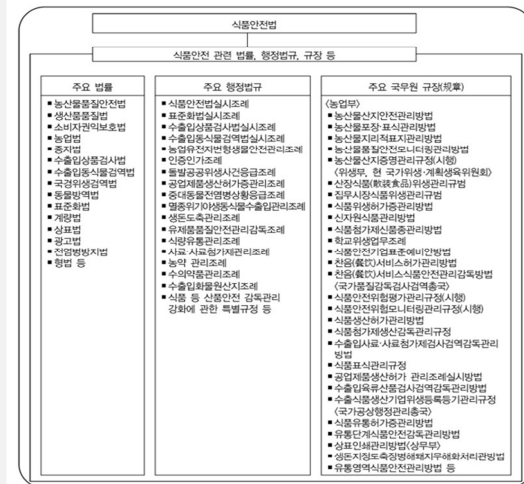 식품안전법
식품안전 관련 법률, 행정법규, 규장 등
주요 법률
■ 농산물품질안전법
■ 생산품품질법
■ 소비자권익보호법
■ 농업법
■ 종지법
■ 수출입상품검사법
■ 수출입동식물검역법
■ 국경위생검역법
■ 동물방역법
■ 표준화법
■ 계량법
■ 상표법
■ 광고법
■ 전염병방지법
■ 형법 등
주요 행정법규
■ 식품안전법실시조례
■ 표준화법실시조례
■ 수출입상품검사법실시조례
■ 수출입동식물검역법실시조례
■ 농업유전자변형생물안전관리조례
■ 인증인가조례
■ 돌발공공위생사건응급조례
■ 공업제품생산허가증관리조례
■ 중대동물전염병상황응급조례
■ 멸종위기야생동식물수출입관리조례
■ 생돈도축관리조례
■ 유제품품질안전관리감독조례
■ 식량유통관리조례
■ 사료·사료첨가제관리조례
■ 농약 관리조례
■ 수의약품관리조례
■ 수출입화물원산지조례
■ 식품 등 산품안전 감독관리
강화에 관한 특별규정 등
주요 국무원 규장(規章)
〈농업부〉
■ 농산물산지안전관리방법
■ 농산물포장·표식관리방법
■ 농산물지리적표지관리방법
■ 농산물품질안전모니터링관리방법
■ 농산물산지증명관리규정(시행)
〈위생부, 현 국가위생·계획생육위원회〉
■ 산장식품(散裝食品)위생관리규범
■ 집무시장식품위생관리규범
■ 식품위생허가증관리방법
■ 신자원식품관리방법
■ 식품첨가제신품종관리방법
■ 학교위생업무조례
■ 식품안전기업표준예비안방법
■ 찬음(餐飮)서비스허가관리방법
■ 찬음(餐飮)서비스식품안전관리감독방법
〈국가품질감독검사검역총국〉
■ 식품안전위험평가관리규정(시행)
■ 식품안전위험모니터링관리규정(시행)
■ 식품생산허가관리방법
■ 식품첨가제생산감독관리규정
■ 수출입사료·사료첨가제검사검역감독관리
방법
■ 식품표식관리규정
■ 공업제품생산허가 관리조례실시방법
■ 수출입육류산품검사검역감독관리방법
■ 수출식품생산기업위생등록등기관리규정
〈국가공상행정관리총국〉
■ 식품유통허가증관리방법
■ 유통단계식품안전감독관리방법
■ 상표인쇄관리방법〈상무부〉
■ 생돈지정도축장병해돼지무해화처리관방법
■ 유통영역식품안전관리방법 등